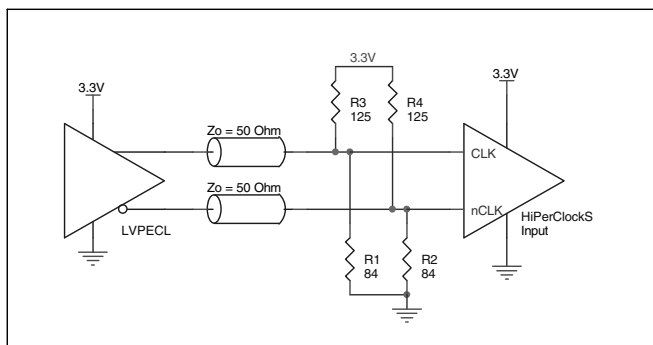 3.3V
3.3V
3.3V
R3
125
R4
125
Zo = 50 Ohm
CLK
Zo = 50 Ohm
nCLK
HiPerClockS
Input
LVPECL
R1
84
R2
84